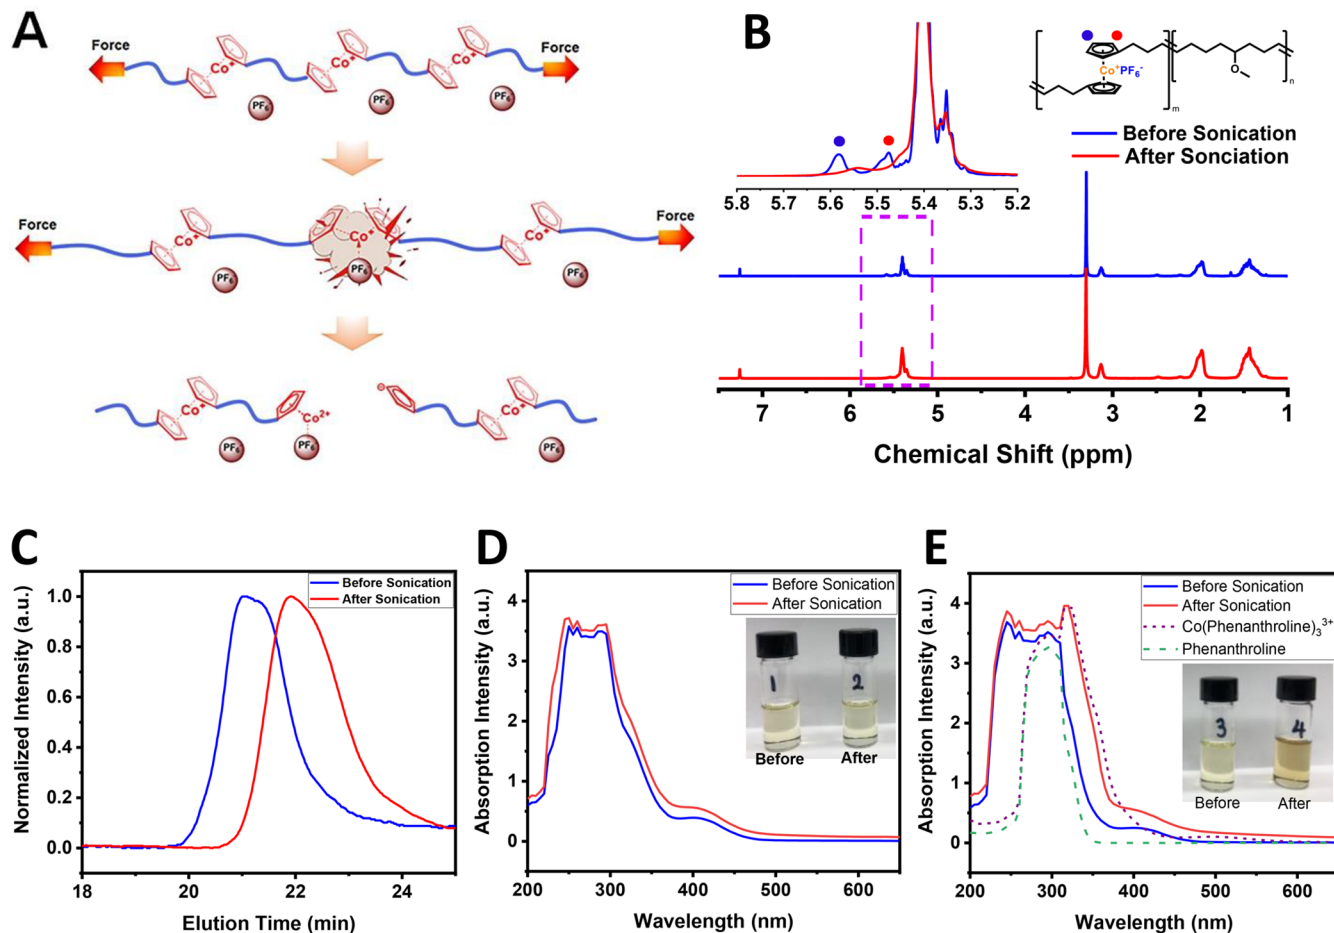 A
Force
Force
Co⁺
Co⁺
Co⁺
PF₆⁻
PF₆⁻
PF₆⁻
Force
Force
Co⁺
Co⁺
Co⁺
PF₆⁻
PF₆⁻
PF₆⁻
Co⁺
Co²⁺
Co⁺
PF₆⁻
PF₆⁻
PF₆⁻
B
Co⁺PF₆⁻
m
O
n
Before Sonication
After Sonciation
5.8 5.7 5.6 5.5 5.4 5.3 5.2
7 6 5 4 3 2 1
Chemical Shift (ppm)
C
Before Sonication
After Sonication
1.0
0.8
0.6
0.4
0.2
0.0
18 20 22 24
Normalized Intensity (a.u.)
Elution Time (min)
D
Before Sonication
After Sonication
4
3
2
1
0
1 2
Before After
200 300 400 500 600
Absorption Intensity (a.u.)
Wavelength (nm)
E
Before Sonication
After Sonication
Co(Phenanthroline)₃³⁺
Phenanthroline
4
3
2
1
0
3 4
Before After
200 300 400 500 600
Absorption Intensity (a.u.)
Wavelength (nm)